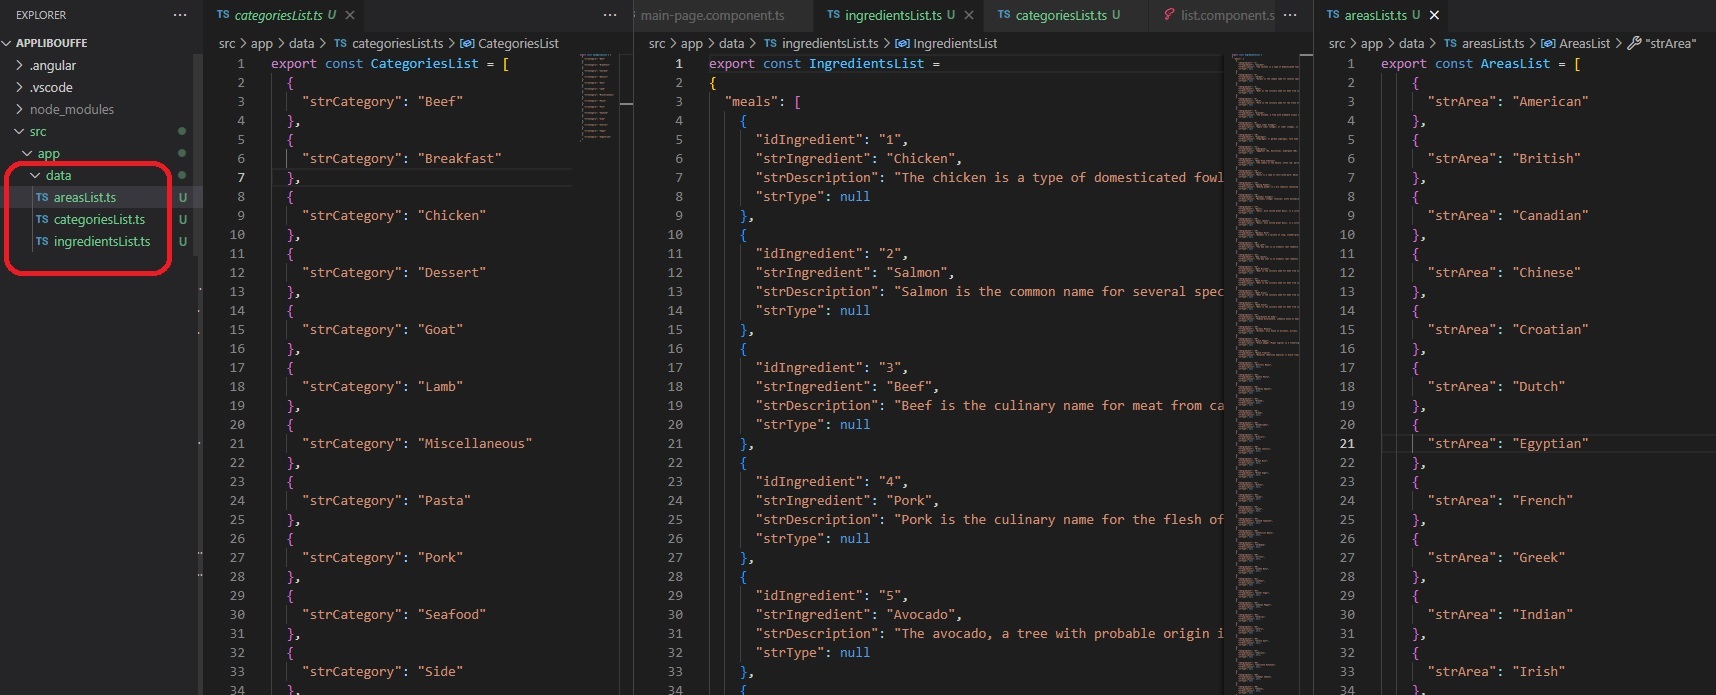 EXPLORER
APPLIBOUFFE
.angular
.vscode
node_modules
src
app
data
TS areasList.ts U
TS categoriesList.ts U
TS ingredientsList.ts U
TS categoriesList.ts U
src > app > data > TS categoriesList.ts > CategoriesList
1 export const CategoriesList = [
2 {
3 "strCategory": "Beef"
4 },
5 {
6 "strCategory": "Breakfast"
7 },
8 {
9 "strCategory": "Chicken"
10 },
11 {
12 "strCategory": "Dessert"
13 },
14 {
15 "strCategory": "Goat"
16 },
17 {
18 "strCategory": "Lamb"
19 },
20 {
21 "strCategory": "Miscellaneous"
22 },
23 {
24 "strCategory": "Pasta"
25 },
26 {
27 "strCategory": "Pork"
28 },
29 {
30 "strCategory": "Seafood"
31 },
32 {
33 "strCategory": "Side"
34 },
main-page.component.ts
TS ingredientsList.ts U
TS categoriesList.ts U
list.component.s
src > app > data > TS ingredientsList.ts > IngredientsList
1 export const IngredientsList =
2 {
3 "meals": [
4 {
5 "idIngredient": "1",
6 "strIngredient": "Chicken",
7 "strDescription": "The chicken is a type of domesticated fowl
8 "strType": null
9 },
10 {
11 "idIngredient": "2",
12 "strIngredient": "Salmon",
13 "strDescription": "Salmon is the common name for several spec
14 "strType": null
15 },
16 {
17 "idIngredient": "3",
18 "strIngredient": "Beef",
19 "strDescription": "Beef is the culinary name for meat from ca
20 "strType": null
21 },
22 {
23 "idIngredient": "4",
24 "strIngredient": "Pork",
25 "strDescription": "Pork is the culinary name for the flesh of
26 "strType": null
27 },
28 {
29 "idIngredient": "5",
30 "strIngredient": "Avocado",
31 "strDescription": "The avocado, a tree with probable origin i
32 "strType": null
33 },
34 {
TS areasList.ts U
src > app > data > TS areasList.ts > AreasList > "strArea"
1 export const AreasList = [
2 {
3 "strArea": "American"
4 },
5 {
6 "strArea": "British"
7 },
8 {
9 "strArea": "Canadian"
10 },
11 {
12 "strArea": "Chinese"
13 },
14 {
15 "strArea": "Croatian"
16 },
17 {
18 "strArea": "Dutch"
19 },
20 {
21 "strArea": "Egyptian"
22 },
23 {
24 "strArea": "French"
25 },
26 {
27 "strArea": "Greek"
28 },
29 {
30 "strArea": "Indian"
31 },
32 {
33 "strArea": "Irish"
34 },